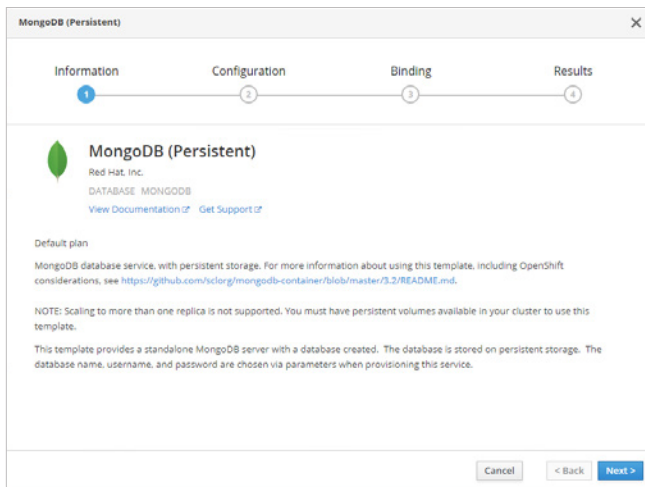 MongoDB (Persistent)
Information Configuration Binding Results
1 2 3 4
MongoDB (Persistent)
Red Hat, Inc.
DATABASE MONGODB
View Documentation Get Support
Default plan
MongoDB database service, with persistent storage. For more information about using this template, including OpenShift
considerations, see https://github.com/sclorg/mongodb-container/blob/master/3.2/README.md.
NOTE: Scaling to more than one replica is not supported. You must have persistent volumes available in your cluster to use this
template.
This template provides a standalone MongoDB server with a database created. The database is stored on persistent storage. The
database name, username, and password are chosen via parameters when provisioning this service.
Cancel < Back Next >